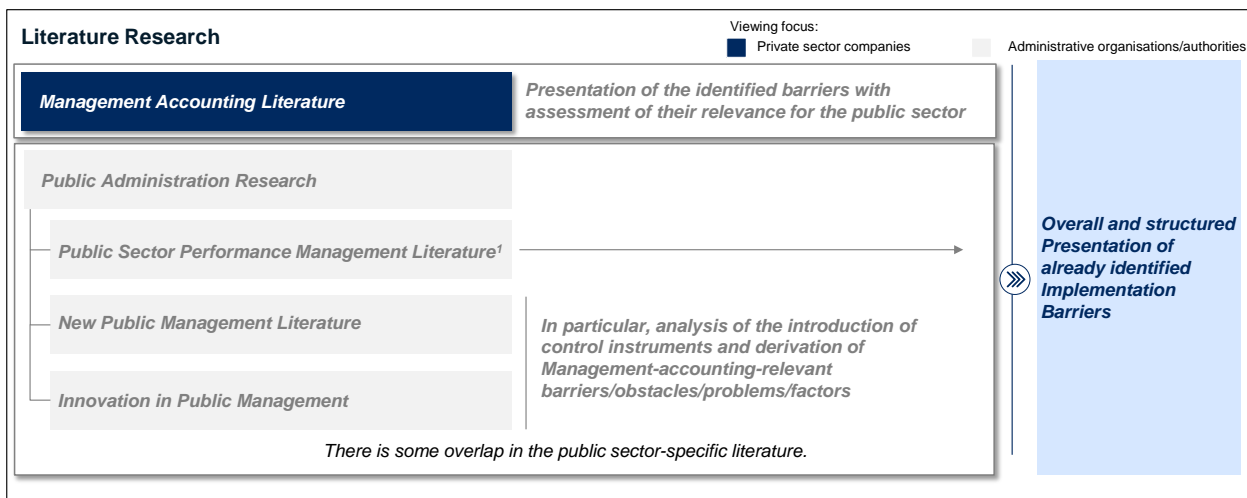 Literature Research
Viewing focus:
Private sector companies
Administrative organisations/authorities
Management Accounting Literature
Presentation of the identified barriers with
assessment of their relevance for the public sector
Public Administration Research
Public Sector Performance Management Literature¹
New Public Management Literature
Innovation in Public Management
In particular, analysis of the introduction of
control instruments and derivation of
Management-accounting-relevant
barriers/obstacles/problems/factors
There is some overlap in the public sector-specific literature.
Overall and structured
Presentation of
already identified
Implementation
Barriers